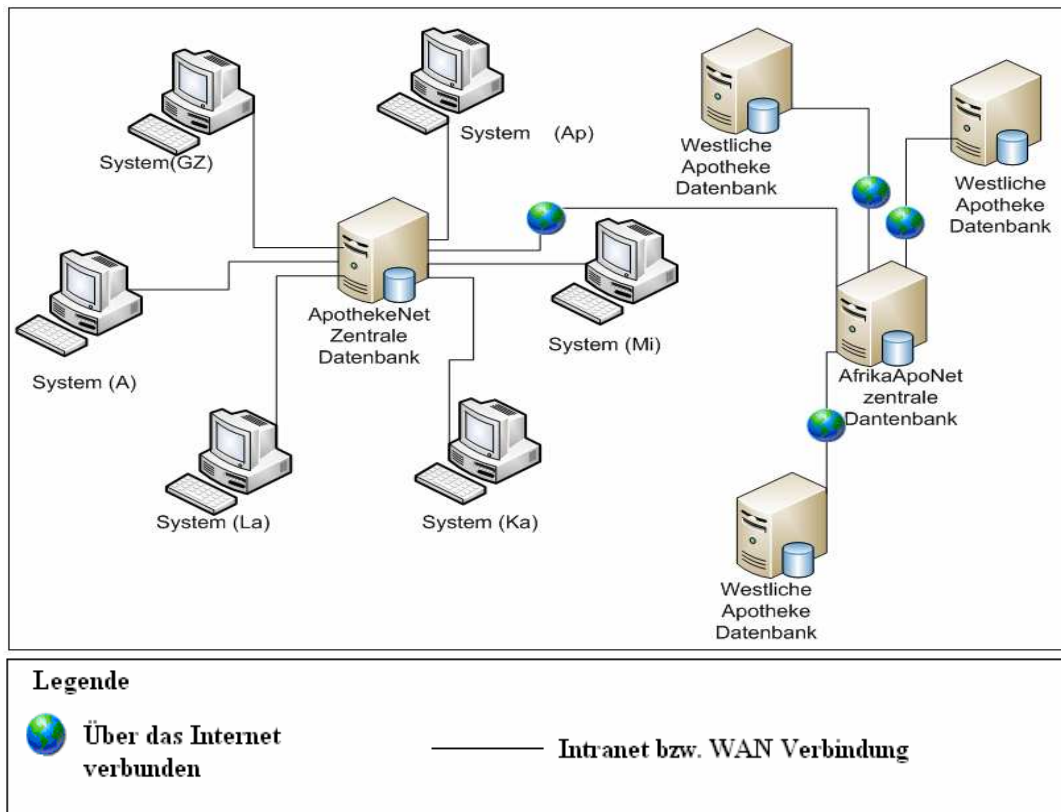 System(GZ)
System (Ap)
Westliche
Apotheke
Datenbank
Westliche
Apotheke
Datenbank
System (A)
ApothekeNet
Zentrale
Datenbank
System (Mi)
AfrikaApoNet
zentrale
Dantenbank
System (La)
System (Ka)
Westliche
Apotheke
Datenbank
Legende
Über das Internet
verbunden
Intranet bzw. WAN Verbindung